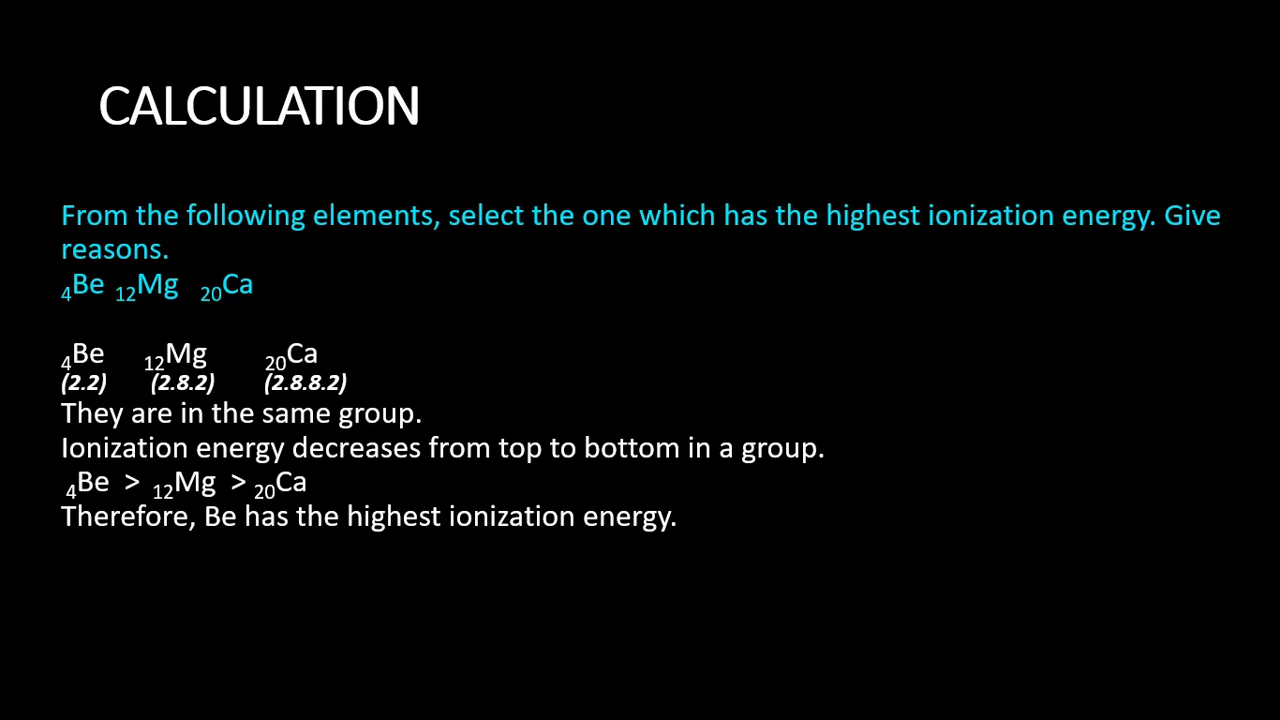 CALCULATION
From the following elements, select the one which has the highest ionization energy. Give
reasons.
₄Be ₁₂Mg ₂₀Ca
₄Be ₁₂Mg ₂₀Ca
(2.2) (2.8.2) (2.8.8.2)
They are in the same group.
Ionization energy decreases from top to bottom in a group.
₄Be > ₁₂Mg > ₂₀Ca
Therefore, Be has the highest ionization energy.